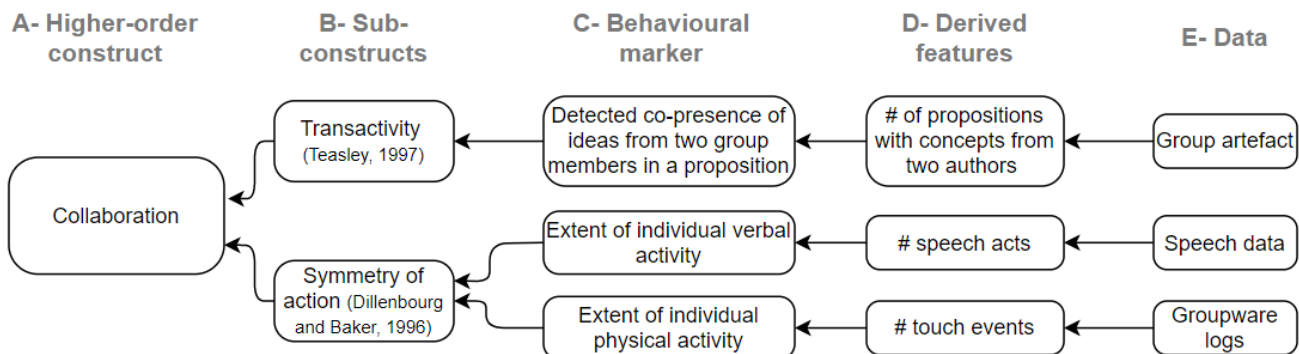 A- Higher-order
construct
B- Sub-
constructs
C- Behavioural
marker
D- Derived
features
E- Data
Collaboration
Transactivity
(Teasley, 1997)
Detected co-presence of
ideas from two group
members in a proposition
# of propositions
with concepts from
two authors
Group artefact
Symmetry of
action (Dillenbourg
and Baker, 1996)
Extent of individual verbal
activity
# speech acts
Speech data
Extent of individual
physical activity
# touch events
Groupware
logs